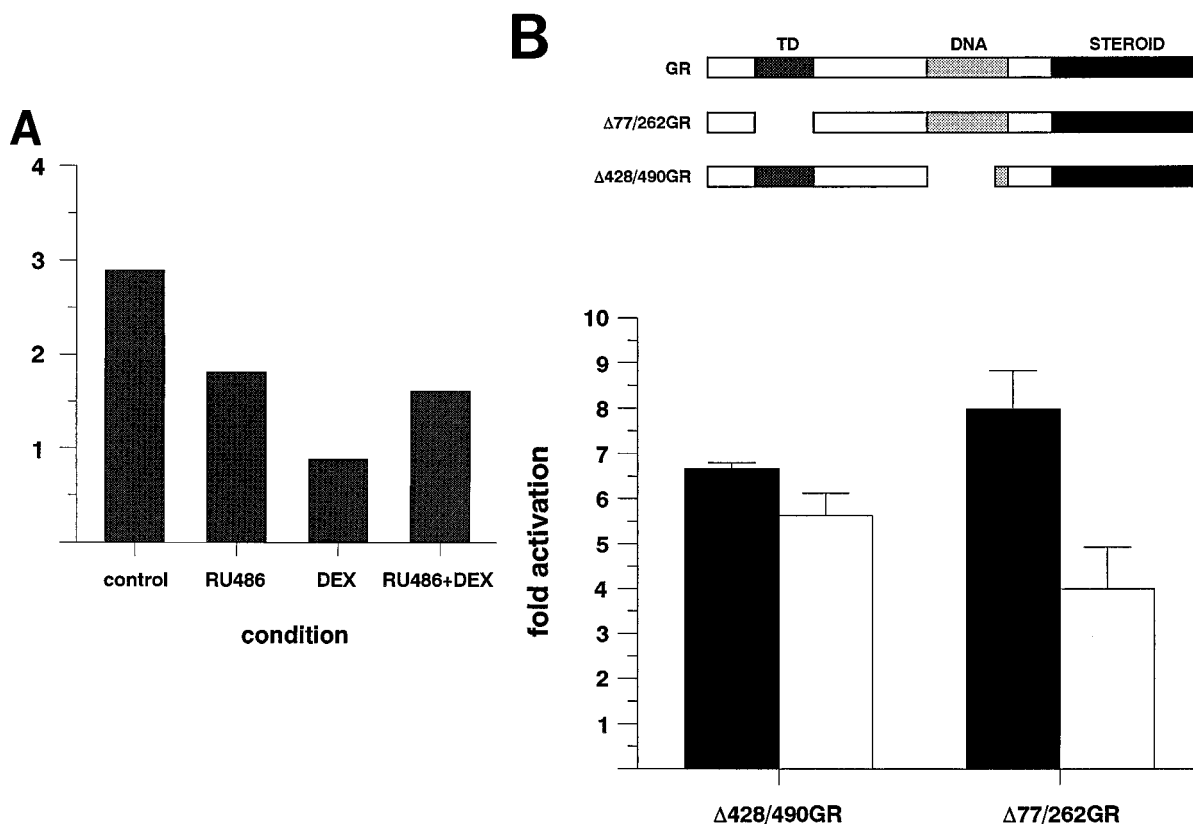 A
4
3
2
1
control RU486 DEX RU486+DEX
condition
B
TD DNA STEROID
GR
Δ77/262GR
Δ428/490GR
fold activation
10
9
8
7
6
5
4
3
2
1
Δ428/490GR Δ77/262GR